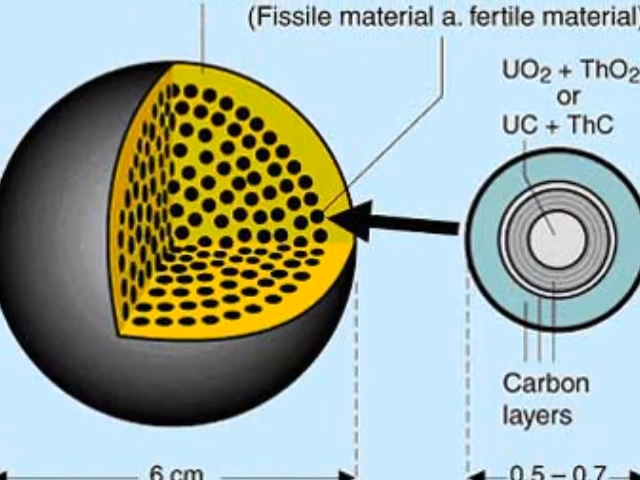 (Fissile material a. fertile material)
UO₂ + ThO₂
or
UC + ThC
Carbon
layers
6 cm
0.5 – 0.7